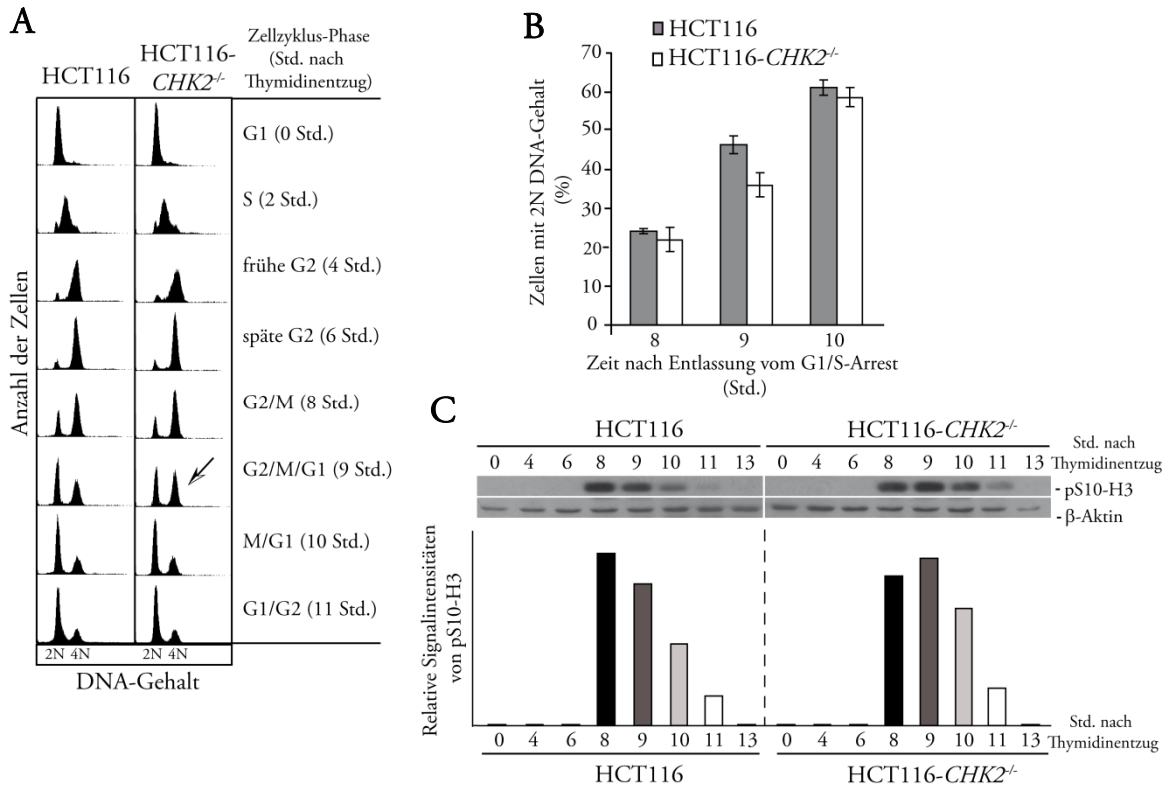 A
HCT116
HCT116-
CHK2-/-
Zellzyklus-Phase
(Std. nach
Thymidinentzug)
G1 (0 Std.)
S (2 Std.)
frühe G2 (4 Std.)
späte G2 (6 Std.)
G2/M (8 Std.)
G2/M/G1 (9 Std.)
M/G1 (10 Std.)
G1/G2 (11 Std.)
Anzahl der Zellen
2N 4N 2N 4N
DNA-Gehalt
B
HCT116
HCT116-CHK2-/-
Zellen mit 2N DNA-Gehalt
(%)
70
60
50
40
30
20
10
0
8 9 10
Zeit nach Entlassung vom G1/S-Arrest
(Std.)
C
HCT116 HCT116-CHK2-/-
0 4 6 8 9 10 11 13 0 4 6 8 9 10 11 13
Std. nach
Thymidinentzug
- pS10-H3
- β-Aktin
Relative Signalintensitäten
von pS10-H3
0 4 6 8 9 10 11 13 0 4 6 8 9 10 11 13
Std. nach
Thymidinentzug
HCT116 HCT116-CHK2-/-